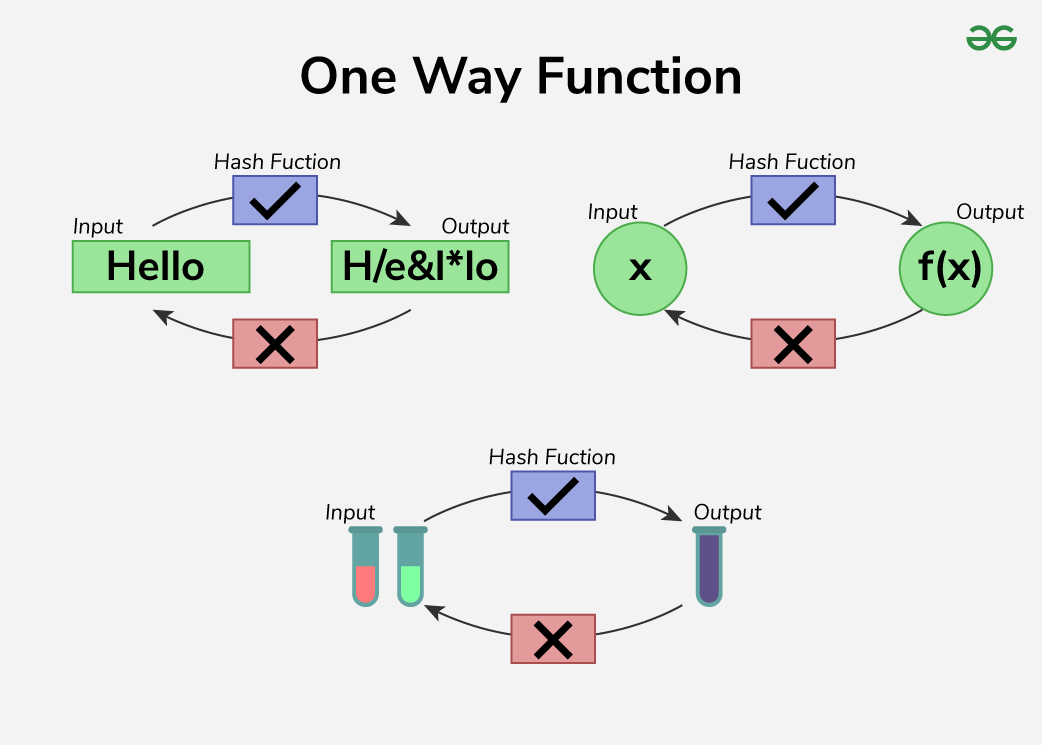 One Way Function
Hash Fuction
Input
Output
Hello
H/e&l*lo
Hash Fuction
Input
Output
x
f(x)
Hash Fuction
Input
Output